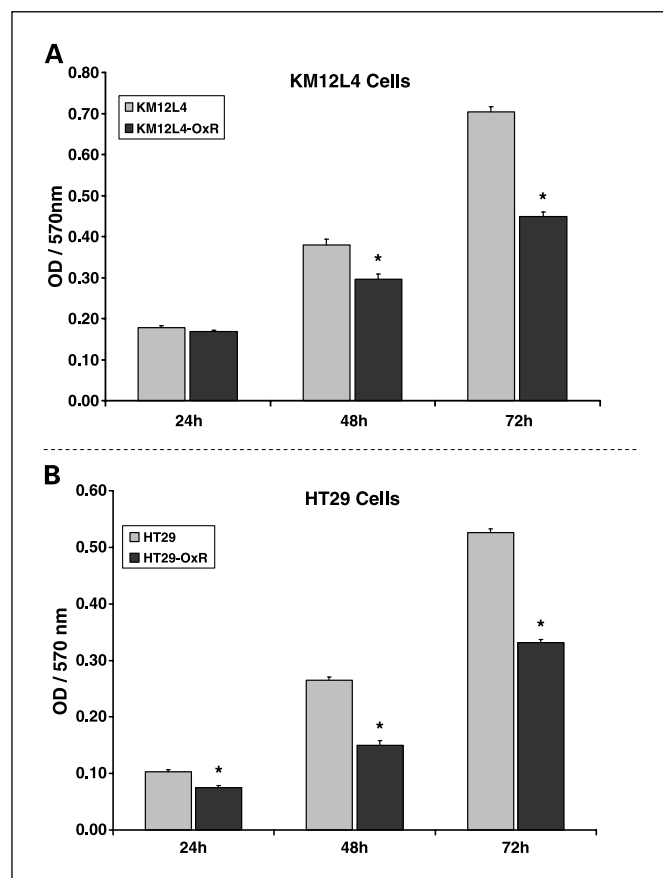 A
KM12L4 Cells
0.80
0.70
0.60
0.50
0.40
0.30
0.20
0.10
0.00
OD / 570nm
KM12L4
KM12L4-OxR
*
*
24h
48h
72h
B
HT29 Cells
0.60
0.50
0.40
0.30
0.20
0.10
0.00
OD / 570 nm
HT29
HT29-OxR
*
*
*
24h
48h
72h